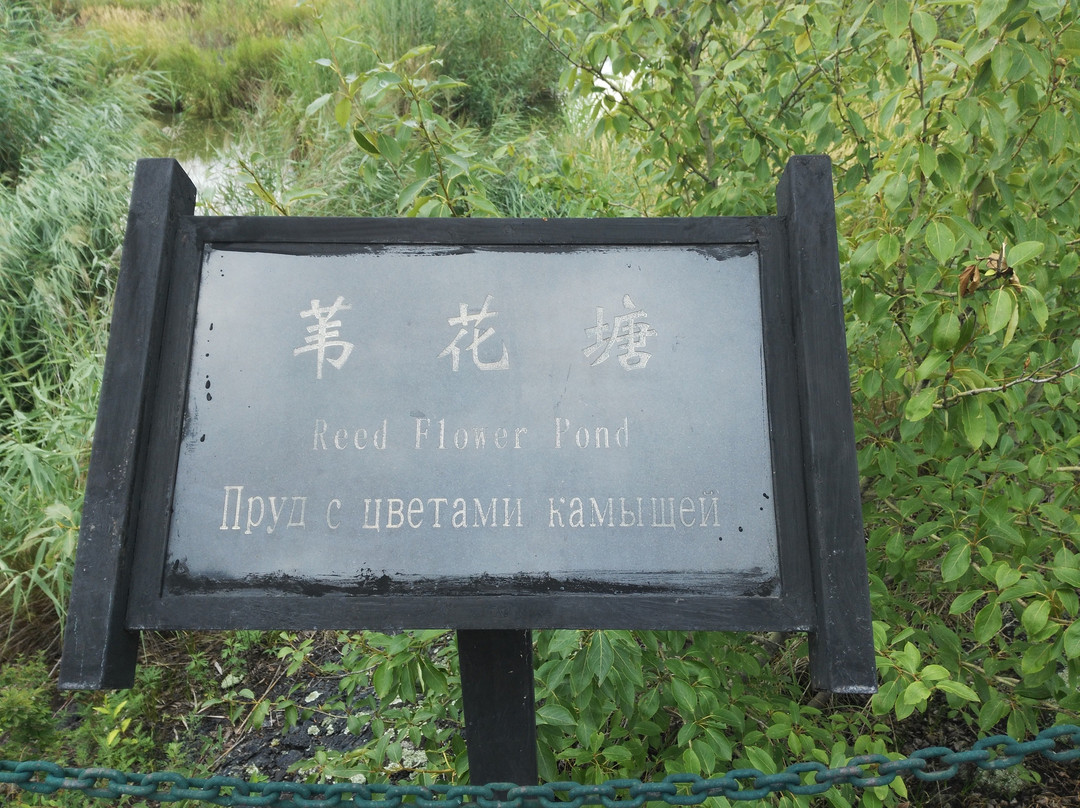 苇花塘
Reed Flower Pond
Пруд с цветами камышей